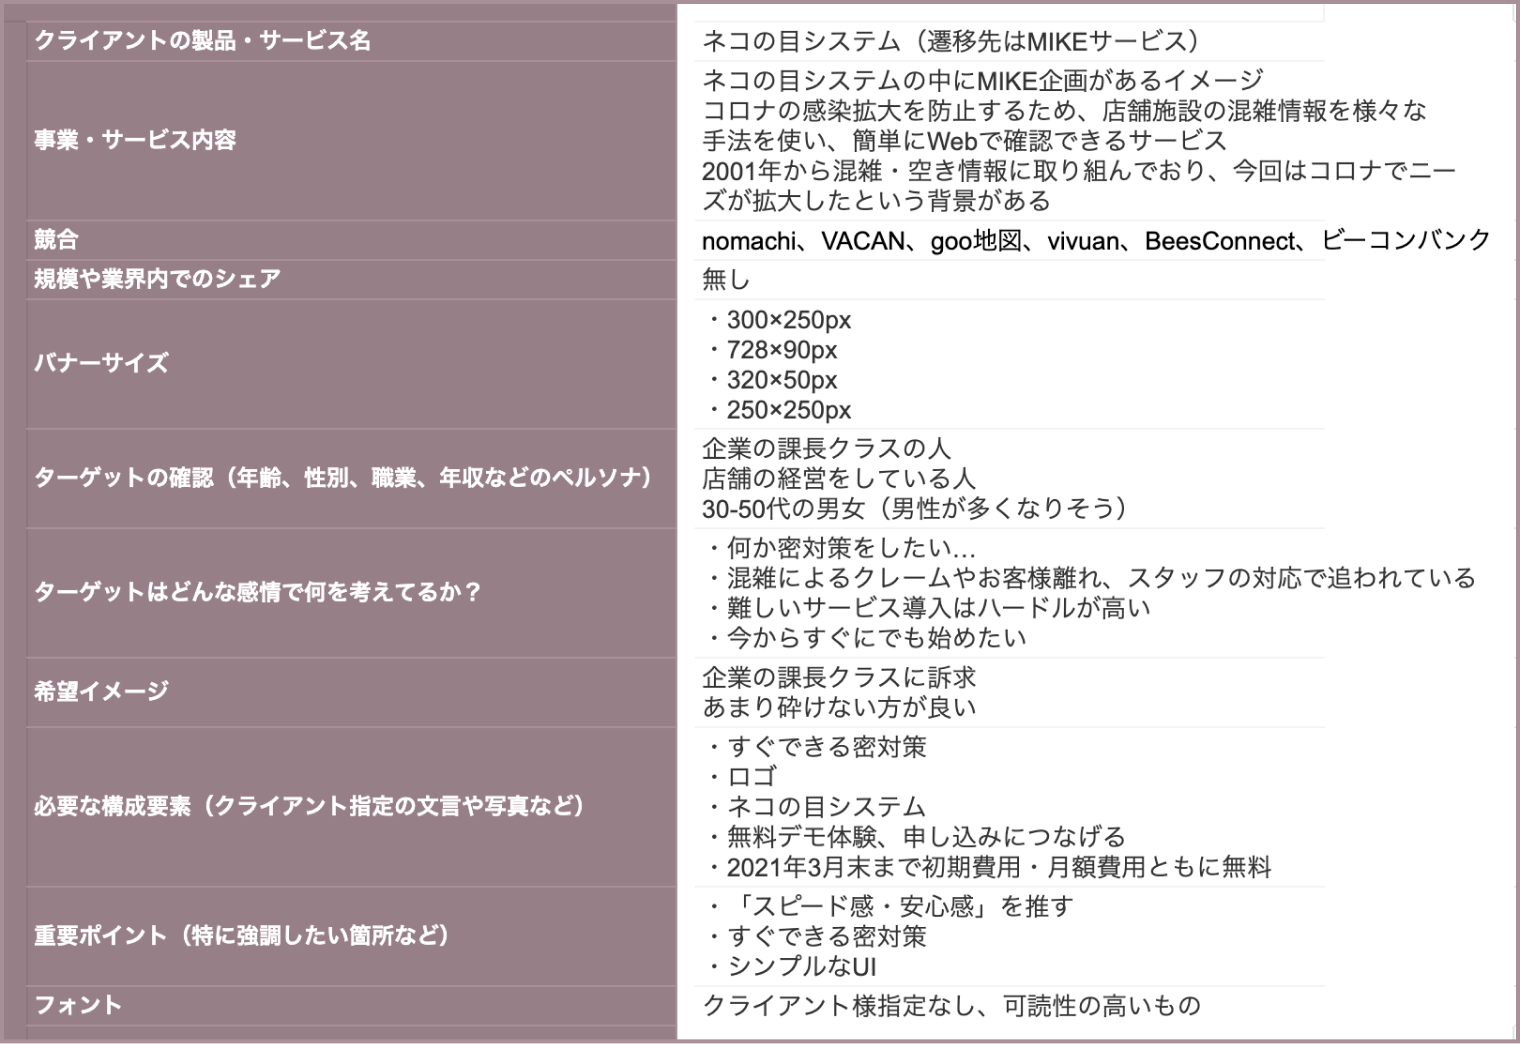 クライアントの製品・サービス名
ネコの目システム（遷移先はMIKEサービス）
事業・サービス内容
ネコの目システムの中にMIKE企画があるイメージ
コロナの感染拡大を防止するため、店舗施設の混雑情報を様々な
手法を使い、簡単にWebで確認できるサービス
2001年から混雑・空き情報に取り組んでおり、今回はコロナでニー
ズが拡大したという背景がある
競合
nomachi、VACAN、goo地図、vivuan、BeesConnect、ビーコンバンク
規模や業界内でのシェア
無し
バナーサイズ
・300×250px
・728×90px
・320×50px
・250×250px
ターゲットの確認（年齢、性別、職業、年収などのペルソナ）
企業の課長クラスの人
店舗の経営をしている人
30-50代の男女（男性が多くなりそう）
ターゲットはどんな感情で何を考えてるか？
・何か密対策をしたい…
・混雑によるクレームやお客様離れ、スタッフの対応で追われている
・難しいサービス導入はハードルが高い
・今からすぐにでも始めたい
希望イメージ
企業の課長クラスに訴求
あまり砕けない方が良い
必要な構成要素（クライアント指定の文言や写真など）
・すぐできる密対策
・ロゴ
・ネコの目システム
・無料デモ体験、申し込みにつなげる
・2021年3月末まで初期費用・月額費用ともに無料
重要ポイント（特に強調したい箇所など）
・「スピード感・安心感」を推す
・すぐできる密対策
・シンプルなUI
フォント
クライアント様指定なし、可読性の高いもの